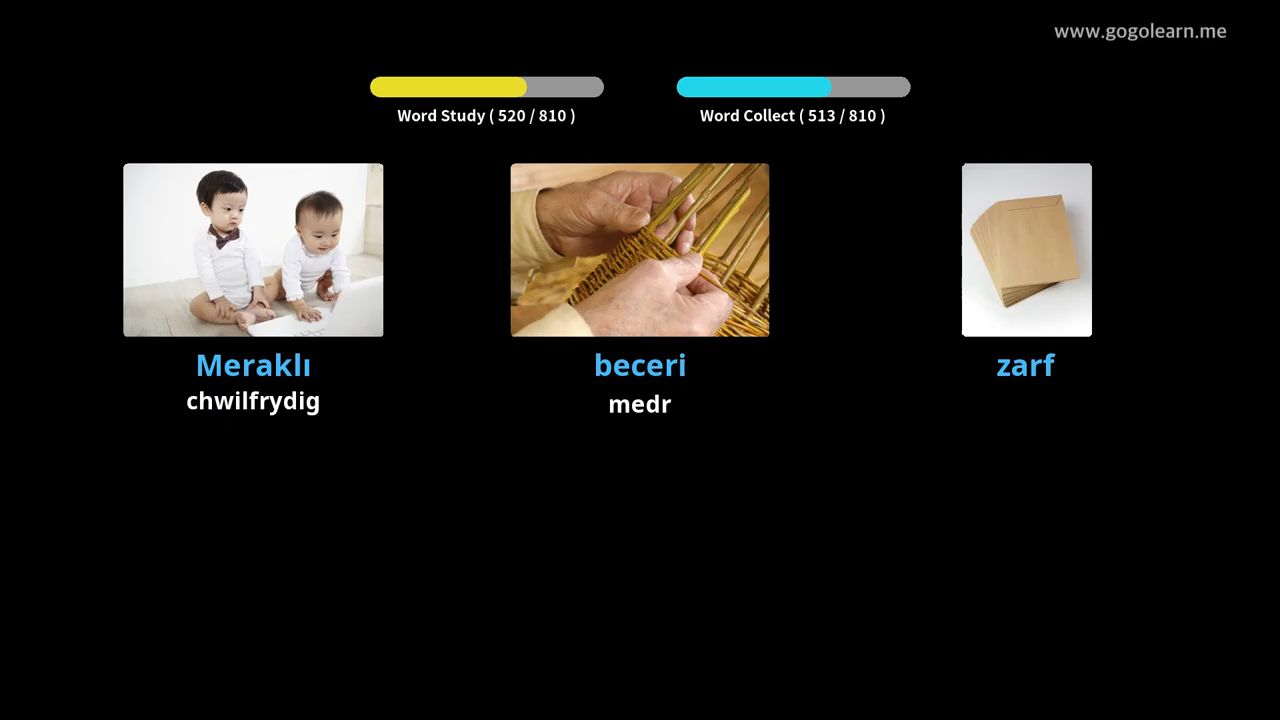 www.gogolearn.me
Word Study ( 520 / 810 )
Word Collect ( 513 / 810 )
Meraklı
chwilfrydig
beceri
medr
zarf